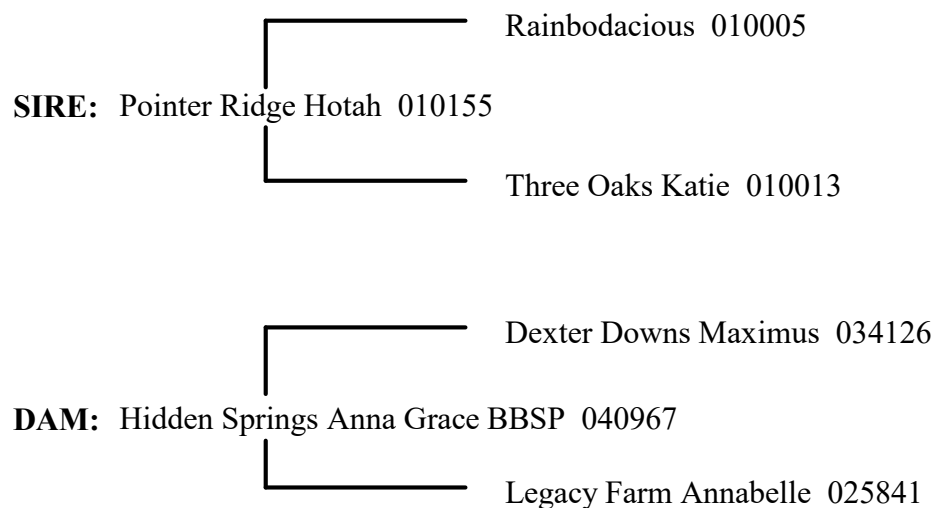 Rainbodacious 010005
SIRE: Pointer Ridge Hotah 010155
Three Oaks Katie 010013
Dexter Downs Maximus 034126
DAM: Hidden Springs Anna Grace BBSP 040967
Legacy Farm Annabelle 025841